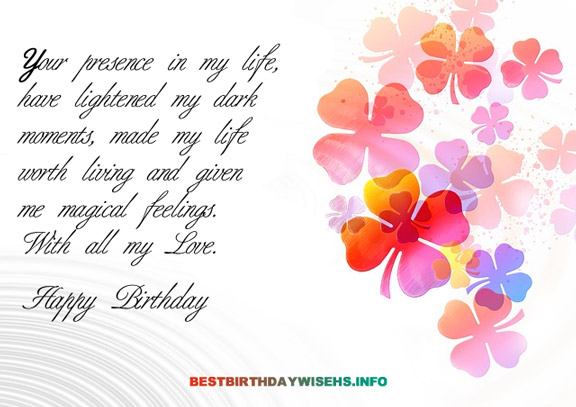 Your presence in my life,
have lightened my dark
moments, made my life
worth living and given
me magical feelings.
With all my Love.
Happy Birthday
BESTBIRTHDAYWISEHS.INFO